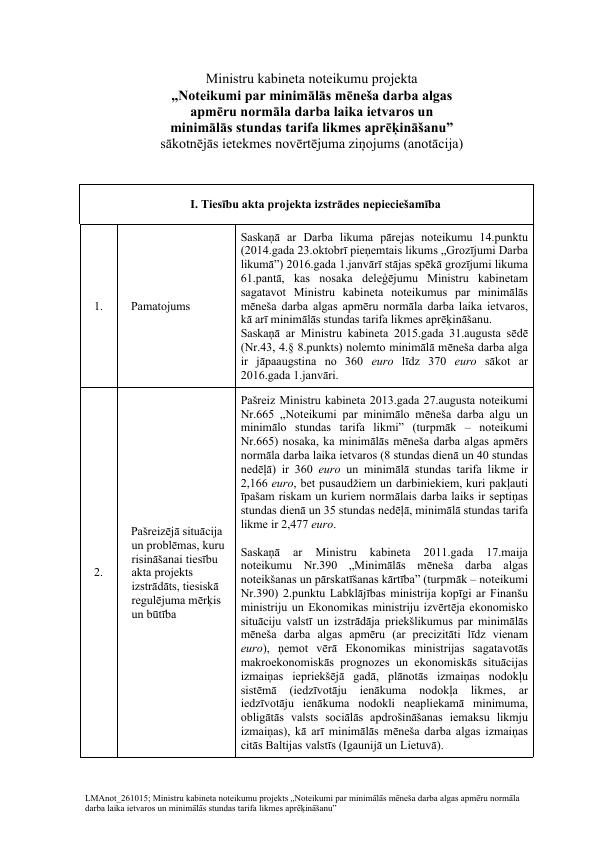 Ministru kabineta noteikumu projekta
„Noteikumi par minimālās mēneša darba algas
apmēru normāla darba laika ietvaros un
minimālās stundas tarifa likmes aprēķināšanu”
sākotnējās ietekmes novērtējuma ziņojums (anotācija)
I. Tiesību akta projekta izstrādes nepieciešamība
1.
Pamatojums
Saskaņā ar Darba likuma pārejas noteikumu 14.punktu
(2014.gada 23.oktobrī pieņemtais likums „Grozījumi Darba
likumā”) 2016.gada 1.janvārī stājas spēkā grozījumi likuma
61.pantā, kas nosaka deleģējumu Ministru kabinetam
sagatavot Ministru kabineta noteikumus par minimālās
mēneša darba algas apmēru normāla darba laika ietvaros,
kā arī minimālās stundas tarifa likmes aprēķināšanu.
Saskaņā ar Ministru kabineta 2015.gada 31.augusta sēdē
(Nr.43, 4.§ 8.punkts) nolemto minimālā mēneša darba alga
ir jāpaaugstina no 360 euro līdz 370 euro sākot ar
2016.gada 1.janvāri.
2.
Pašreizējā situācija
un problēmas, kuru
risināšanai tiesību
akta projekts
izstrādāts, tiesiskā
regulējuma mērķis
un būtība
Pašreiz Ministru kabineta 2013.gada 27.augusta noteikumi
Nr.665 „Noteikumi par minimālo mēneša darba algu un
minimālo stundas tarifa likmi” (turpmāk – noteikumi
Nr.665) nosaka, ka minimālās mēneša darba algas apmērs
normāla darba laika ietvaros (8 stundas dienā un 40 stundas
nedēļā) ir 360 euro un minimālā stundas tarifa likme ir
2,166 euro, bet pusaudžiem un darbiniekiem, kuri pakļauti
īpašam riskam un kuriem normālais darba laiks ir septiņas
stundas dienā un 35 stundas nedēļā, minimālā stundas tarifa
likme ir 2,477 euro.
Saskaņā ar Ministru kabineta 2011.gada 17.maija
noteikumu Nr.390 „Minimālās mēneša darba algas
noteikšanas un pārskatīšanas kārtība” (turpmāk – noteikumi
Nr.390) 2.punktu Labklājības ministrija kopīgi ar Finanšu
ministriju un Ekonomikas ministriju izvērtēja ekonomisko
situāciju valstī un izstrādāja priekšlikumus par minimālās
mēneša darba algas apmēru (ar precizitāti līdz vienam
euro), ņemot vērā Ekonomikas ministrijas sagatavotās
makroekonomiskās prognozes un ekonomiskās situācijas
izmaiņas iepriekšējā gadā, plānotās izmaiņas nodokļu
sistēmā (iedzīvotāju ienākuma nodokļa likmes, ar
iedzīvotāju ienākuma nodokli neapliekamā minimuma,
obligātās valsts sociālās apdrošināšanas iemaksu likmju
izmaiņas), kā arī minimālās mēneša darba algas izmaiņas
citās Baltijas valstīs (Igaunijā un Lietuvā).
LMAnot_261015; Ministru kabineta noteikumu projekts „Noteikumi par minimālās mēneša darba algas apmēru normāla
darba laika ietvaros un minimālās stundas tarifa likmes aprēķināšanu”